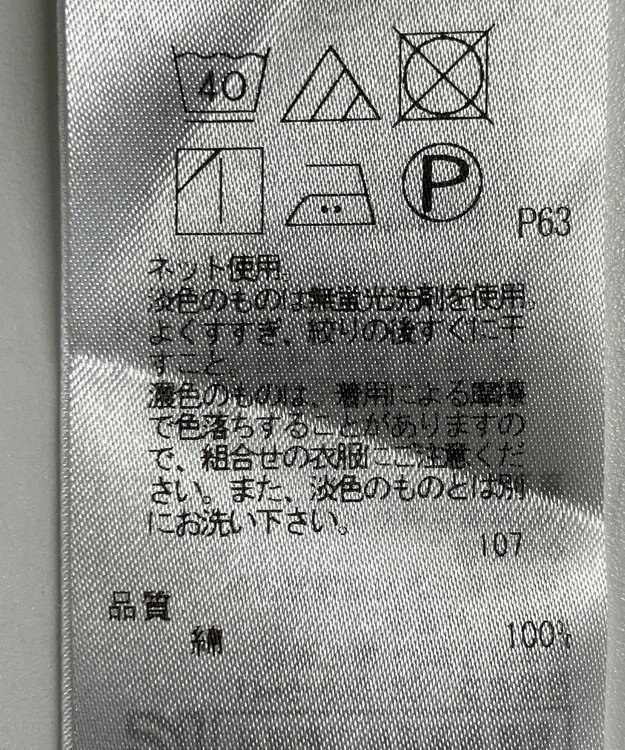 40
P
P63
ネット使用
淡色のものは無蛍光洗剤を使用。
よくすすぎ、絞りの後すぐに干
すこと。
濃色のものは、着用による摩擦
で色落ちすることがありますの
で、組合せの衣服にご注意くだ
さい。また、淡色のものとは別
にお洗い下さい。
107
品質
綿 100%